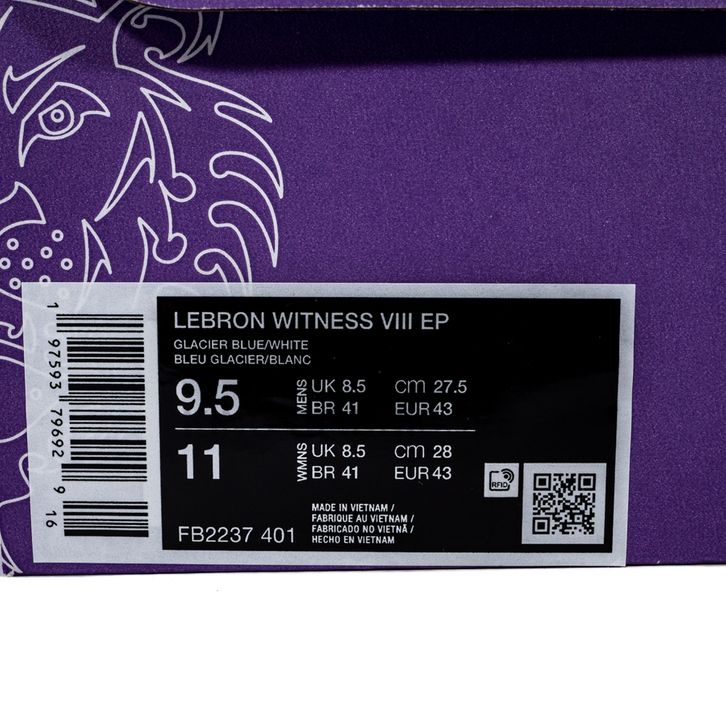 LEBRON WITNESS VIII EP
GLACIER BLUE/WHITE
BLEU GLACIER/BLANC
9.5 MENS UK 8.5 CM 27.5
BR 41 EUR 43
11 WMNS UK 8.5 CM 28
BR 41 EUR 43
RFID
FB2237 401
MADE IN VIETNAM /
FABRIQUE AU VIETNAM /
FABRICADO NO VIETNÃ /
HECHO EN VIETNAM
1 97593 79692 9 16